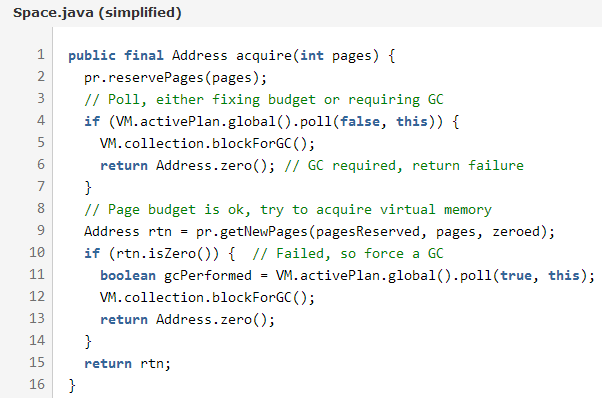 Space.java (simplified)
1 public final Address acquire(int pages) {
2 pr.reservePages(pages);
3 // Poll, either fixing budget or requiring GC
4 if (VM.activePlan.global().poll(false, this)) {
5 VM.collection.blockForGC();
6 return Address.zero(); // GC required, return failure
7 }
8 // Page budget is ok, try to acquire virtual memory
9 Address rtn = pr.getNewPages(pagesReserved, pages, zeroed);
10 if (rtn.isZero()) { // Failed, so force a GC
11 boolean gcPerformed = VM.activePlan.global().poll(true, this);
12 VM.collection.blockForGC();
13 return Address.zero();
14 }
15 return rtn;
16 }